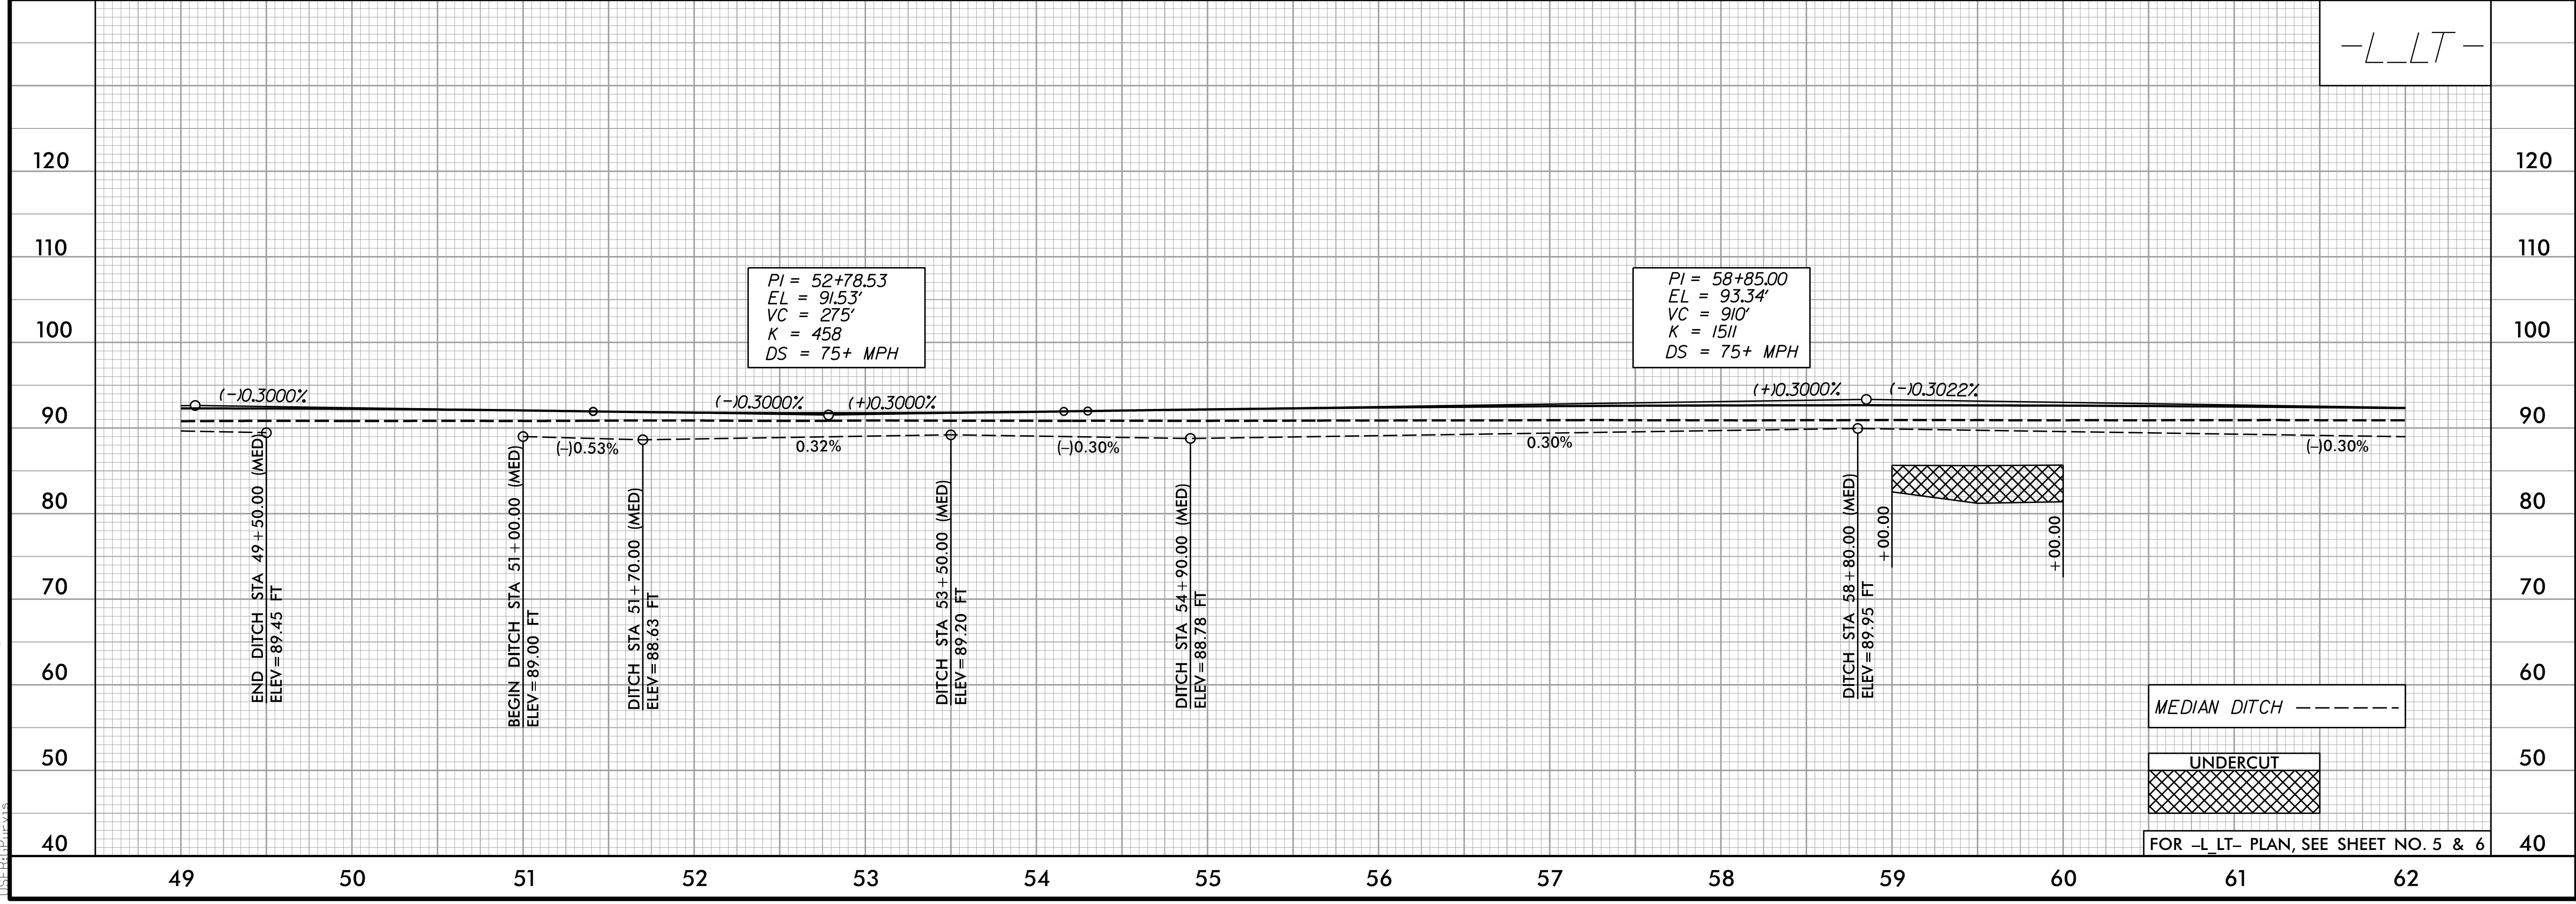 -L_LT-
120
120
110
110
PI = 52+78.53
EL = 91.53'
VC = 275'
K = 458
DS = 75+ MPH
PI = 58+85.00
EL = 93.34'
VC = 910'
K = 1511
DS = 75+ MPH
100
100
(-)0.3000%
(-)0.3000%
(+)0.3000%
(+)0.3000%
(-)0.3022%
90
90
(-)0.53%
0.32%
(-)0.30%
0.30%
(-)0.30%
END DITCH STA 49+50.00 (MED)
ELEV=89.45 FT
BEGIN DITCH STA 51+00.00 (MED)
ELEV=89.00 FT
DITCH STA 51+70.00 (MED)
ELEV=88.63 FT
DITCH STA 53+50.00 (MED)
ELEV=89.20 FT
DITCH STA 54+90.00 (MED)
ELEV=88.78 FT
DITCH STA 58+80.00 (MED)
ELEV=89.95 FT
+00.00
+00.00
80
80
70
70
60
60
MEDIAN DITCH
50
50
UNDERCUT
40
FOR -L_LT- PLAN, SEE SHEET NO. 5 & 6
40
49
50
51
52
53
54
55
56
57
58
59
60
61
62